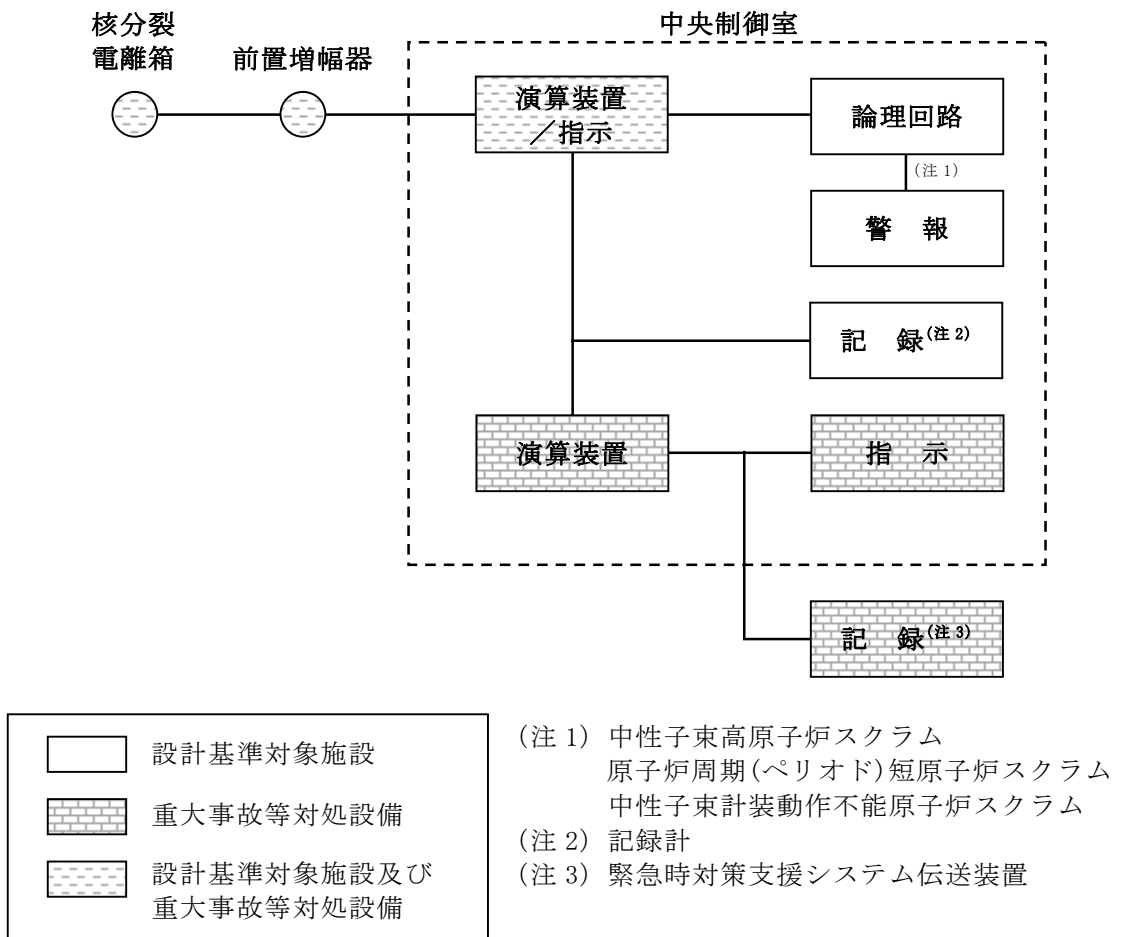 核分裂
電離箱
前置増幅器
中央制御室
演算装置
／指示
論理回路
(注 1)
警　報
記　録(注 2)
演算装置
指　示
記　録(注 3)
設計基準対象施設
重大事故等対処設備
設計基準対象施設及び
重大事故等対処設備
(注 1) 中性子束高原子炉スクラム
原子炉周期(ペリオド)短原子炉スクラム
中性子束計装動作不能原子炉スクラム
(注 2) 記録計
(注 3) 緊急時対策支援システム伝送装置